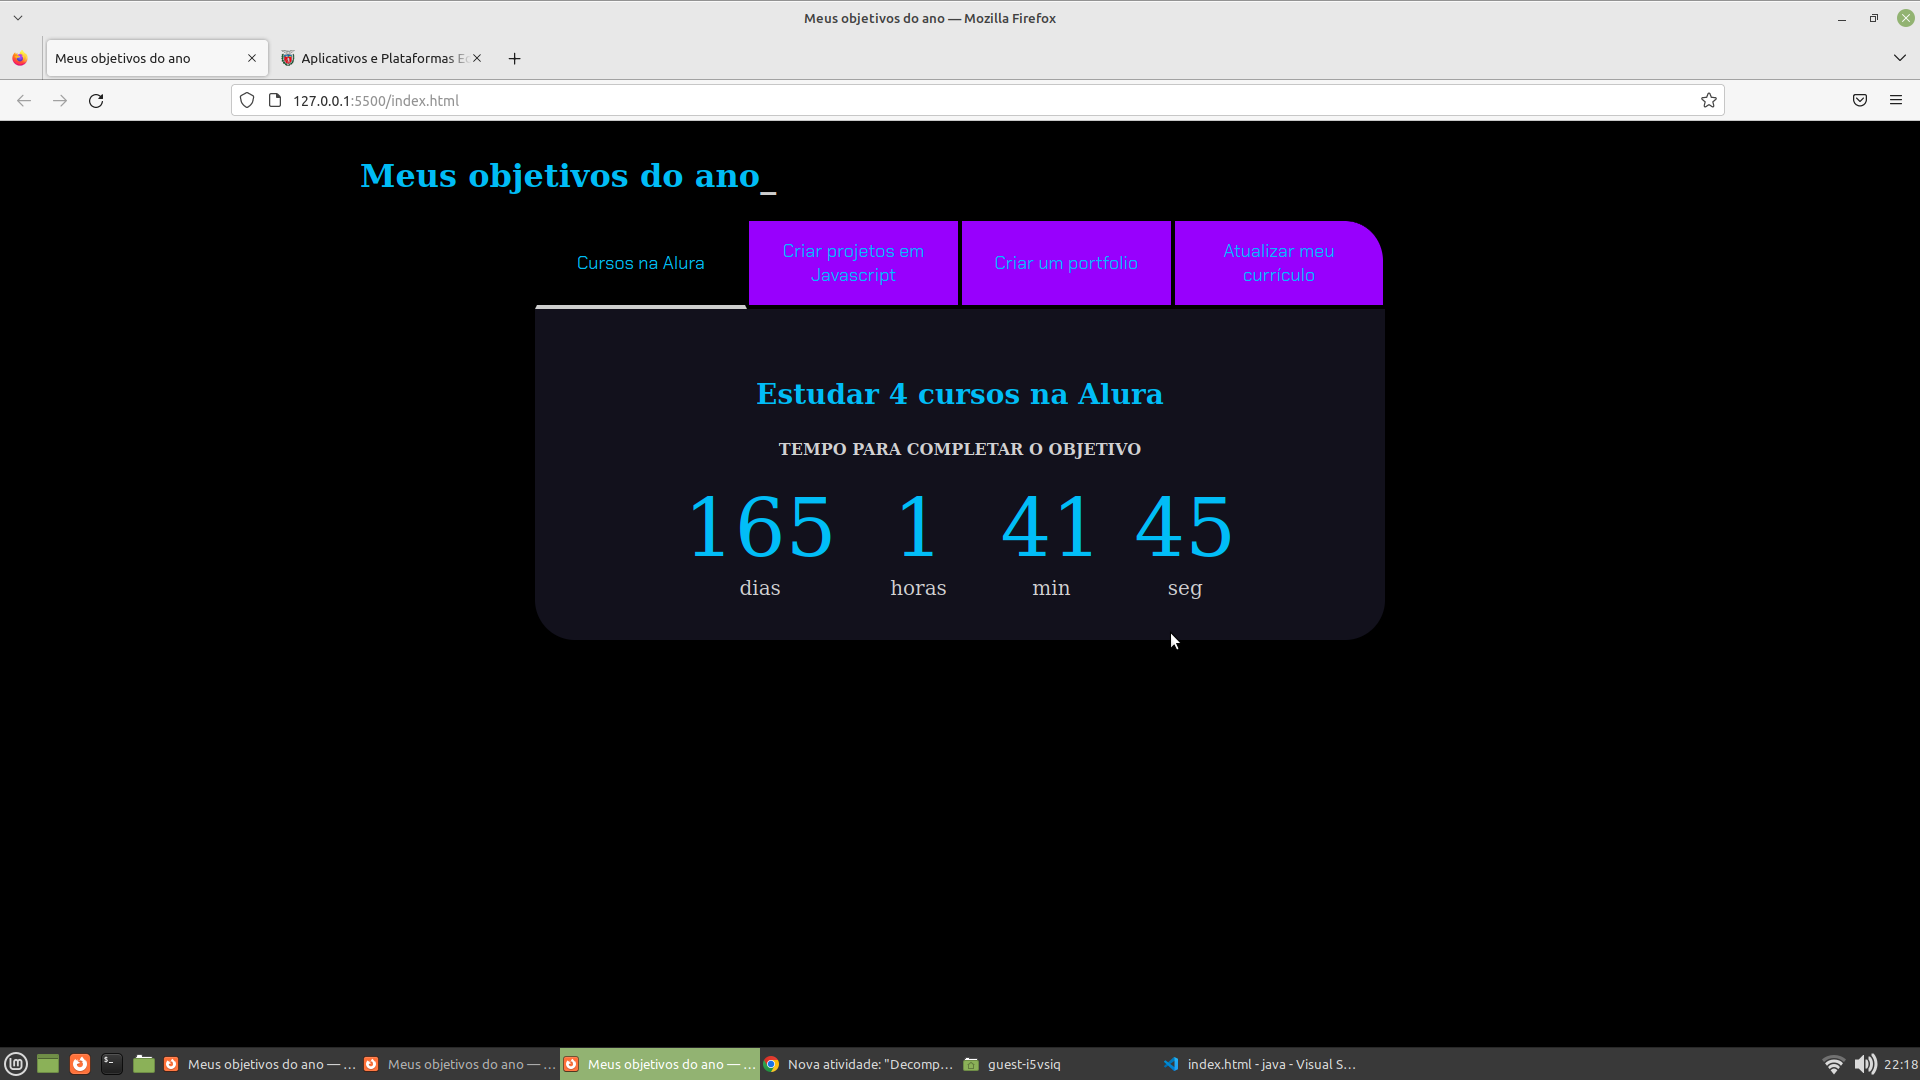 Meus objetivos do ano — Mozilla Firefox
Meus objetivos do ano
Aplicativos e Plataformas
127.0.0.1:5500/index.html
Meus objetivos do ano_
Cursos na Alura
Criar projetos em
Javascript
Criar um portfolio
Atualizar meu
currículo
Estudar 4 cursos na Alura
TEMPO PARA COMPLETAR O OBJETIVO
165 1 41 45
dias horas min seg
Meus objetivos do ano — ...
Meus objetivos do ano — ...
Meus objetivos do ano — ...
Nova atividade: "Decomp...
guest-i5vsiq
index.html - java - Visual S...
22:18